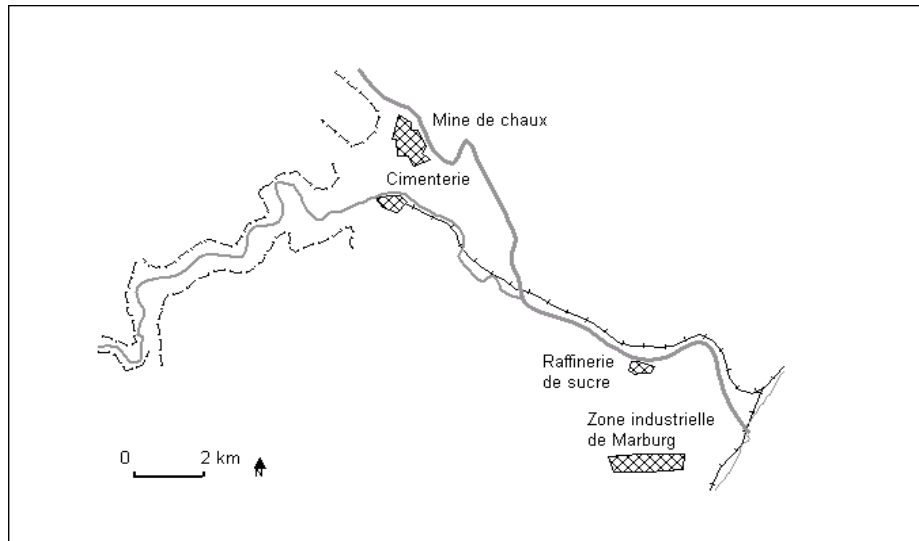 Mine de chaux
Cimenterie
Raffinerie
de sucre
Zone industrielle
de Marburg
0 2 km
N